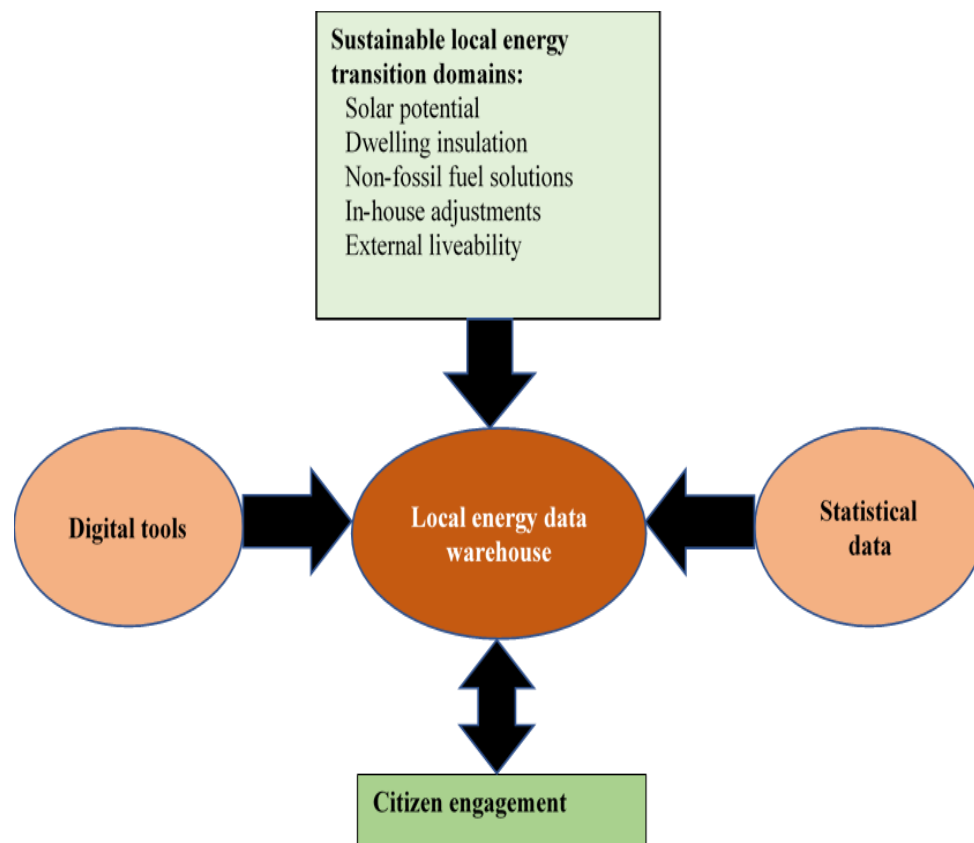 Sustainable local energy
transition domains:
Solar potential
Dwelling insulation
Non-fossil fuel solutions
In-house adjustments
External liveability
Digital tools
Local energy data
warehouse
Statistical
data
Citizen engagement